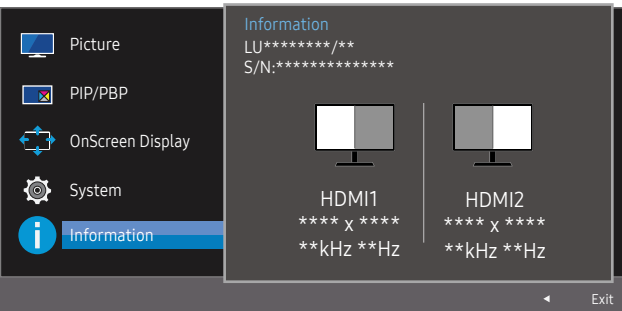 Picture
PIP/PBP
OnScreen Display
System
Information
Information
LU********/**
S/N:**************
HDMI1
**** x ****
**kHz **Hz
HDMI2
**** x ****
**kHz **Hz
Exit